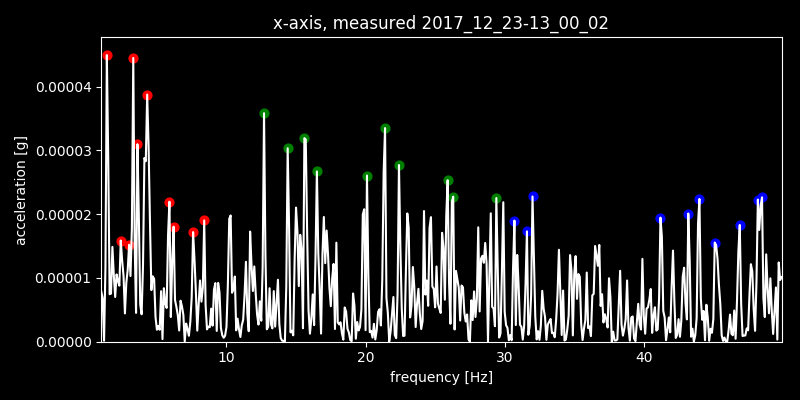 x-axis, measured 2017_12_23-13_00_02
0.00004
0.00003
0.00002
0.00001
0.00000
acceleration [g]
10 20 30 40
frequency [Hz]